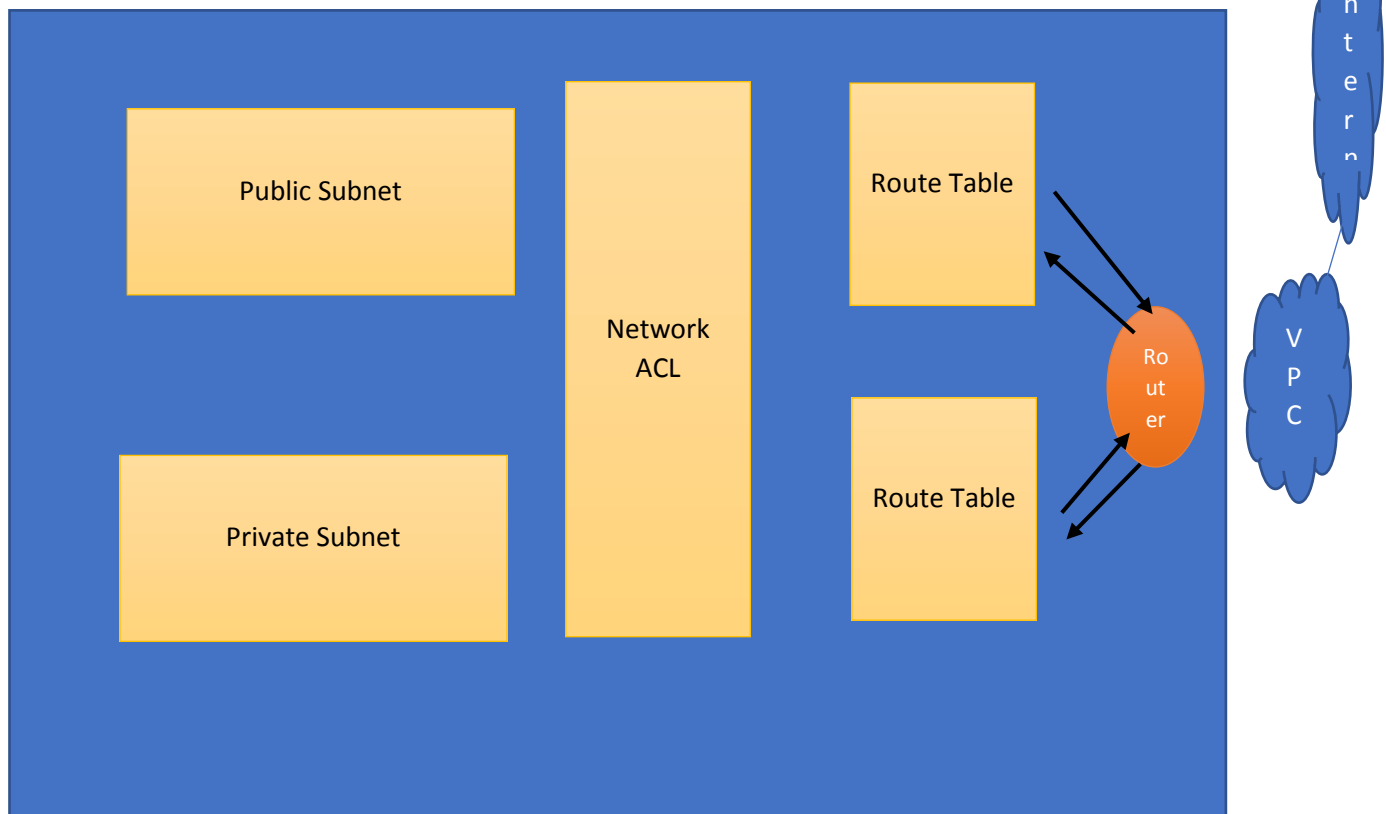 Public Subnet
Network
ACL
Route Table
Ro
ut
er
Private Subnet
Route Table
n
t
e
r
n
V
P
C